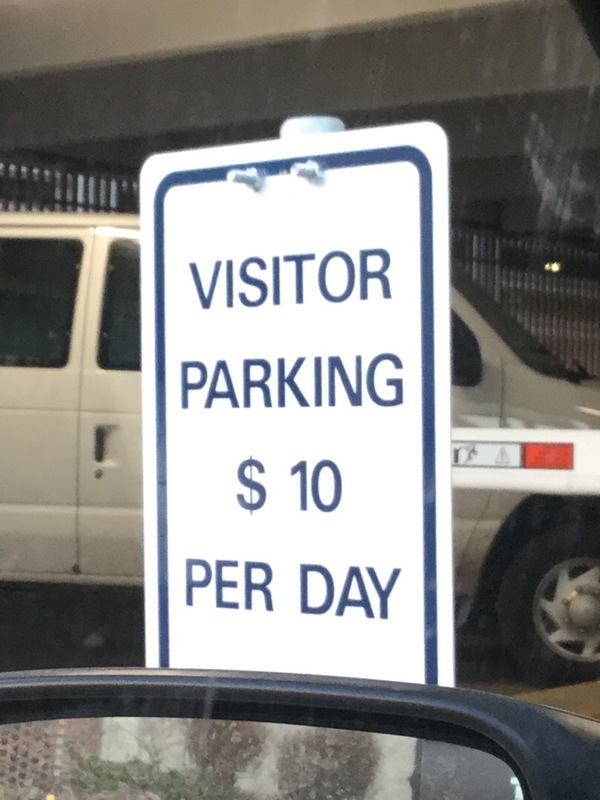 VISITOR
PARKING
$ 10
PER DAY